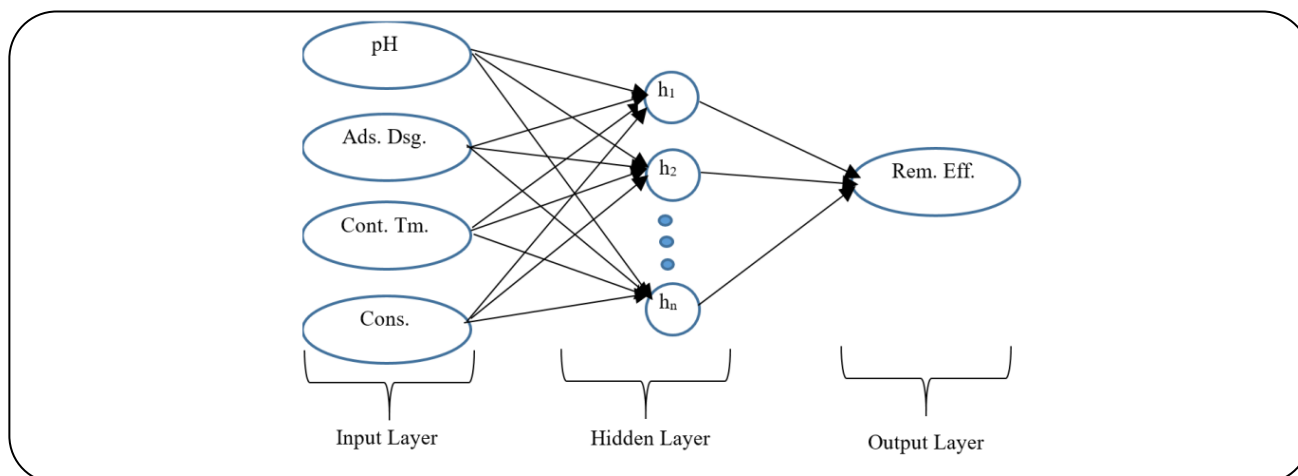 pH
Ads. Dsg.
Cont. Tm.
Cons.
h₁
h₂
hₙ
Rem. Eff.
Input Layer
Hidden Layer
Output Layer